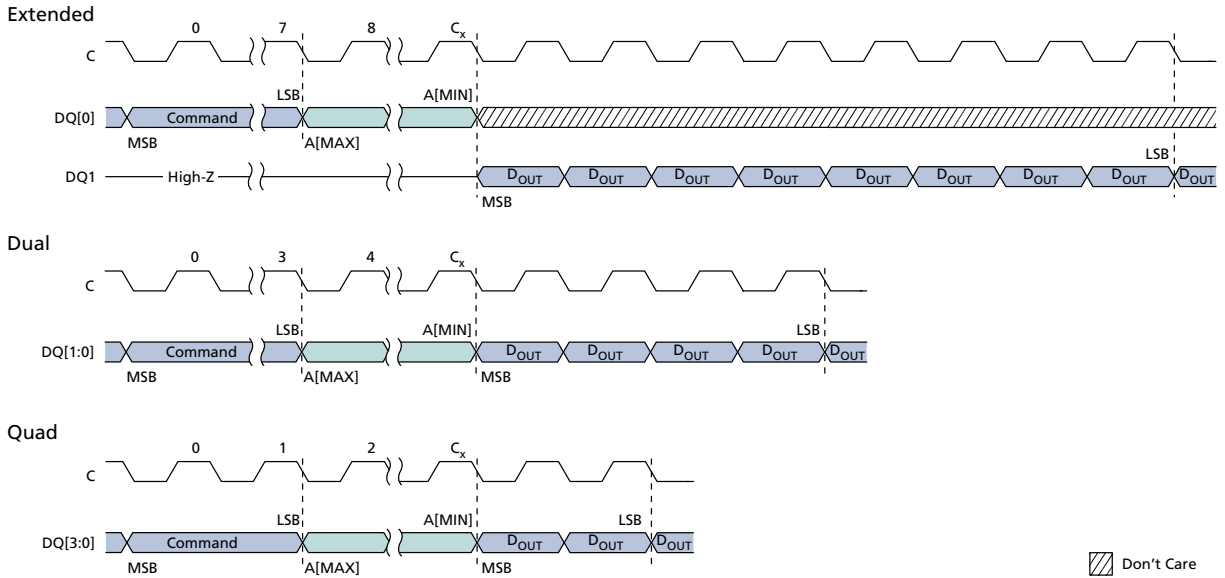 Extended
0 7 8 Cx
C
LSB A[MIN]
DQ[0] Command
MSB A[MAX]
LSB
DQ1 High-Z DOUT DOUT DOUT DOUT DOUT DOUT DOUT DOUT DOUT
MSB
Dual
0 3 4 Cx
C
LSB A[MIN] LSB
DQ[1:0] Command DOUT DOUT DOUT DOUT DOUT
MSB A[MAX] MSB
Quad
0 1 2 Cx
C
LSB A[MIN] LSB
DQ[3:0] Command DOUT DOUT DOUT
MSB A[MAX] MSB
Don't Care